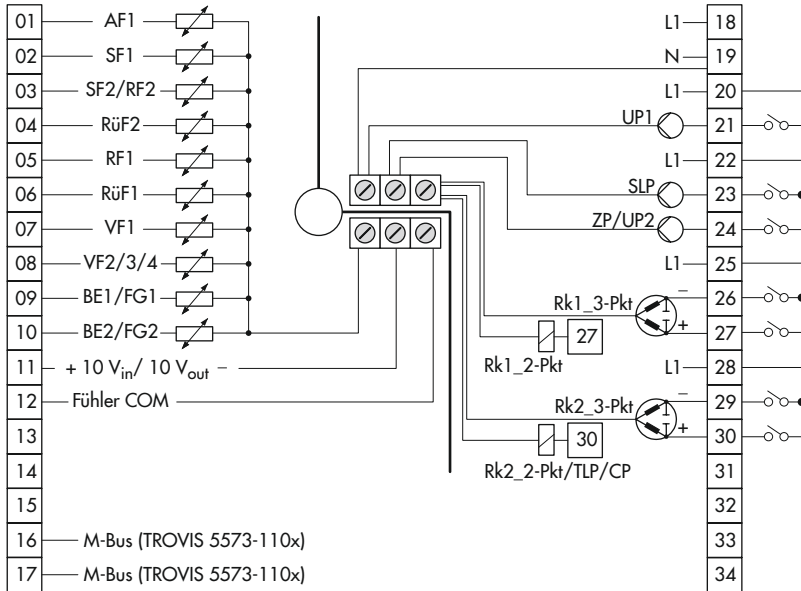 01 AF1
02 SF1
03 SF2/RF2
04 RüF2
05 RF1
06 RüF1
07 VF1
08 VF2/3/4
09 BE1/FG1
10 BE2/FG2
11 + 10 Vin/ 10 Vout –
12 Fühler COM
13
14
15
16 M-Bus (TROVIS 5573-110x)
17 M-Bus (TROVIS 5573-110x)
L1 18
N 19
L1 20
UP1 21
L1 22
SLP 23
ZP/UP2 24
L1 25
Rk1_3-Pkt – 26
+ 27
27
Rk1_2-Pkt
L1 28
Rk2_3-Pkt – 29
+ 30
30
Rk2_2-Pkt/TLP/CP
31
32
33
34